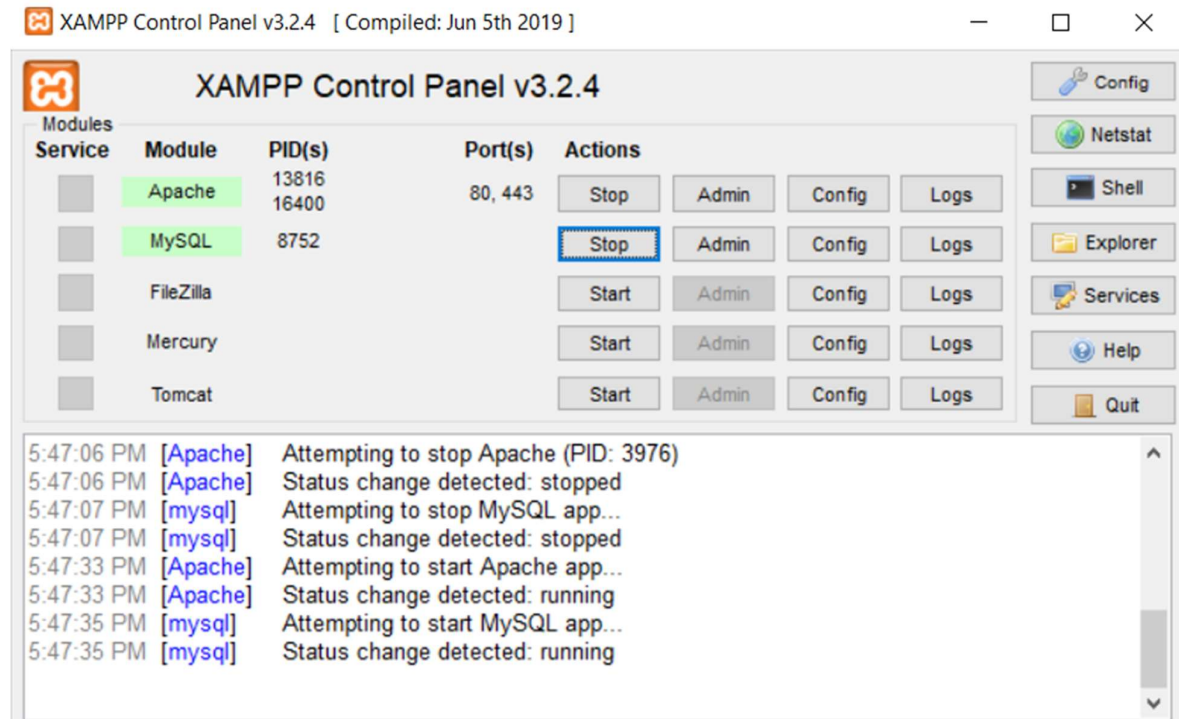 XAMPP Control Panel v3.2.4 [ Compiled: Jun 5th 2019 ]
XAMPP Control Panel v3.2.4
Config
Modules
Netstat
Service Module PID(s) Port(s) Actions
Apache 13816 16400 80, 443 Stop Admin Config Logs
Shell
MySQL 8752 Stop Admin Config Logs
Explorer
FileZilla Start Admin Config Logs
Services
Mercury Start Admin Config Logs
Help
Tomcat Start Admin Config Logs
Quit
5:47:06 PM [Apache] Attempting to stop Apache (PID: 3976)
5:47:06 PM [Apache] Status change detected: stopped
5:47:07 PM [mysql] Attempting to stop MySQL app...
5:47:07 PM [mysql] Status change detected: stopped
5:47:33 PM [Apache] Attempting to start Apache app...
5:47:33 PM [Apache] Status change detected: running
5:47:35 PM [mysql] Attempting to start MySQL app...
5:47:35 PM [mysql] Status change detected: running